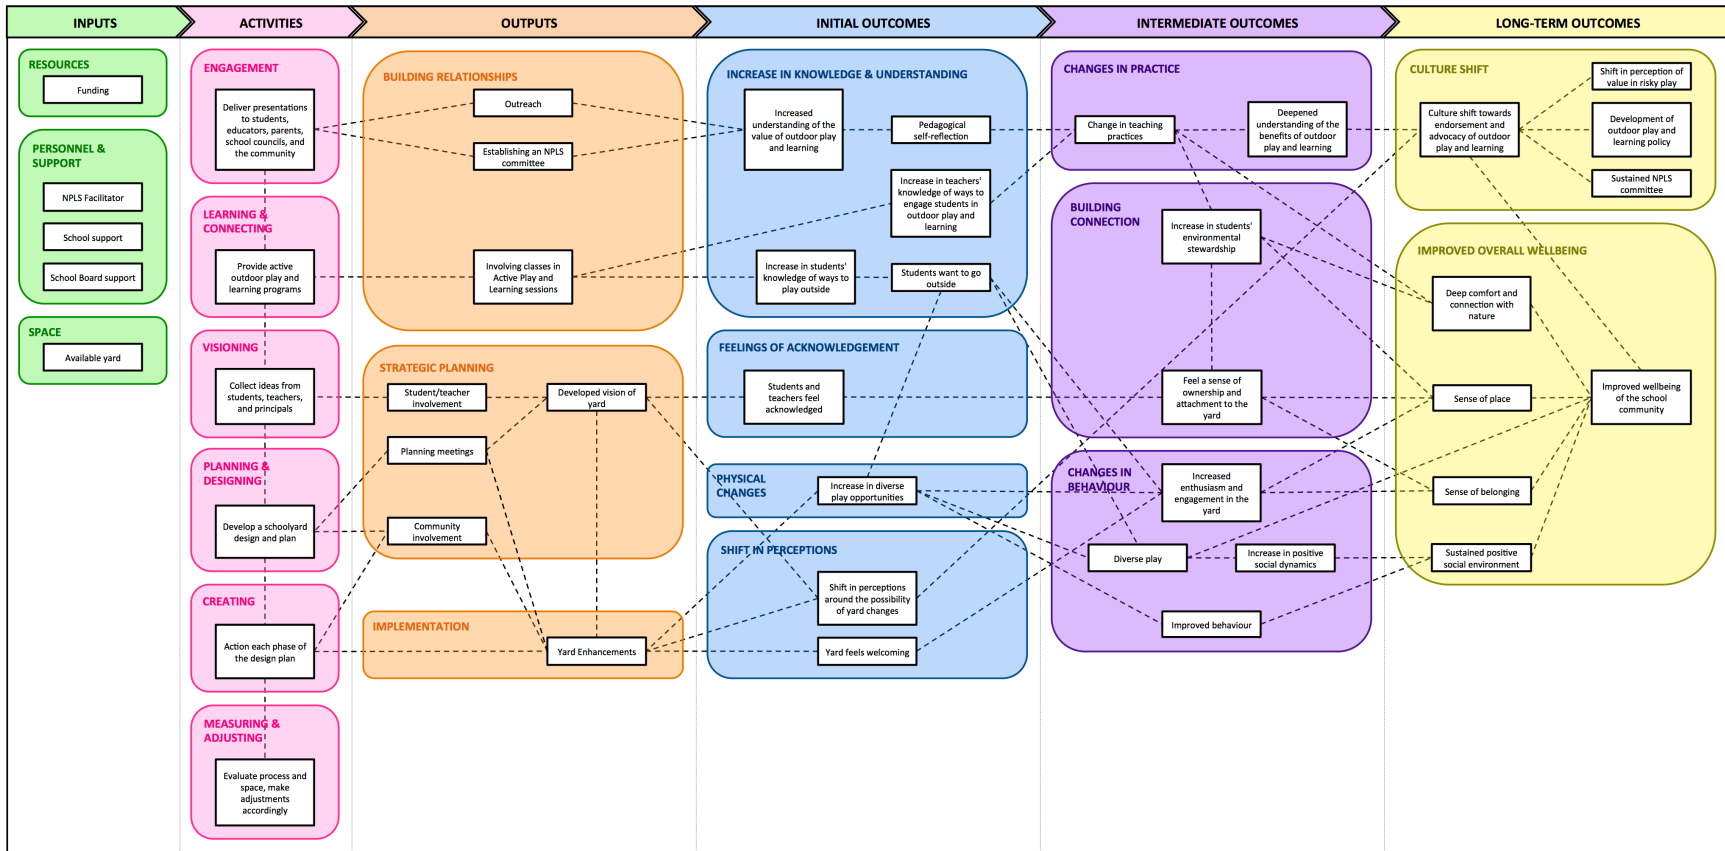 INPUTS
ACTIVITIES
OUTPUTS
INITIAL OUTCOMES
INTERMEDIATE OUTCOMES
LONG-TERM OUTCOMES
RESOURCES
Funding
PERSONNEL &
SUPPORT
NPLS Facilitator
School support
School Board support
SPACE
Available yard
ENGAGEMENT
Deliver presentations
to students,
educators, parents,
school councils, and
the community
LEARNING &
CONNECTING
Provide active
outdoor play and
learning programs
VISIONING
Collect ideas from
students, teachers,
and principals
PLANNING &
DESIGNING
Develop a schoolyard
design and plan
CREATING
Action each phase of
the design plan
MEASURING &
ADJUSTING
Evaluate process and
space, make
adjustments
accordingly
BUILDING RELATIONSHIPS
Outreach
Establishing an NPLS
committee
Involving classes in
Active Play and
Learning sessions
STRATEGIC PLANNING
Student/teacher
involvement
Developed vision of
yard
Planning meetings
Community
involvement
IMPLEMENTATION
Yard Enhancements
INCREASE IN KNOWLEDGE & UNDERSTANDING
Increased
understanding of the
value of outdoor play
and learning
Pedagogical
self-reflection
Increase in teachers'
knowledge of ways to
engage students in
outdoor play and
learning
Increase in students'
knowledge of ways to
play outside
Students want to go
outside
FEELINGS OF ACKNOWLEDGEMENT
Students and
teachers feel
acknowledged
PHYSICAL
CHANGES
Increase in diverse
play opportunities
SHIFT IN PERCEPTIONS
Shift in perceptions
around the possibility
of yard changes
Yard feels welcoming
CHANGES IN PRACTICE
Change in teaching
practices
Deepened
understanding of the
benefits of outdoor
play and learning
BUILDING
CONNECTION
Increase in students'
environmental
stewardship
Feel a sense of
ownership and
attachment to the
yard
CHANGES IN
BEHAVIOUR
Increased
enthusiasm and
engagement in the
yard
Diverse play
Increase in positive
social dynamics
Improved behaviour
CULTURE SHIFT
Culture shift towards
endorsement and
advocacy of outdoor
play and learning
Shift in perception of
value in risky play
Development of
outdoor play and
learning policy
Sustained NPLS
committee
IMPROVED OVERALL WELLBEING
Deep comfort and
connection with
nature
Sense of place
Improved wellbeing
of the school
community
Sense of belonging
Sustained positive
social environment